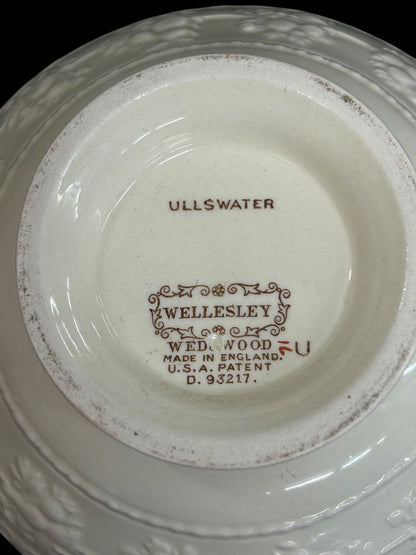 ULLSWATER
WELLESLEY
WEDGWOOD
MADE IN ENGLAND.
U.S.A. PATENT
D. 93217.
U